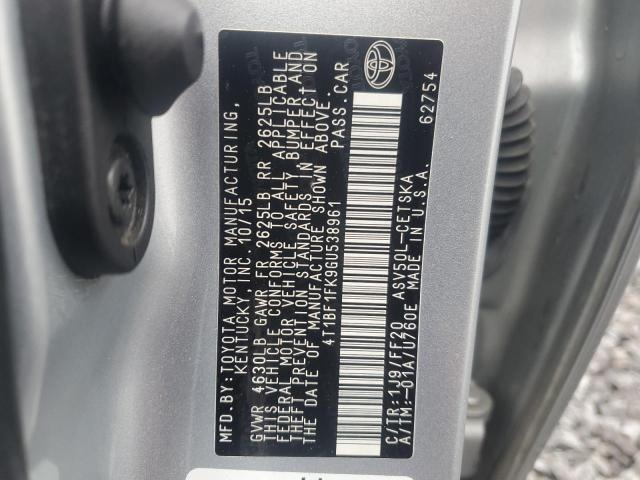 MFD. BY: TOYOTA MOTOR MANUFACTURING,
KENTUCKY, INC. 10/15
GVWR 4630LB GAWR FR 2625LB RR 2625LB
THIS VEHICLE CONFORMS TO ALL APPLICABLE
FEDERAL MOTOR VEHICLE SAFETY, BUMPER, AND
THEFT PREVENTION STANDARDS IN EFFECT ON
THE DATE OF MANUFACTURE SHOWN ABOVE.
4T1BF1FK9GU538961 PASS. CAR
C/TR: 1J9/FF20 ASV50L-CETSKA
A/TM: -01A/U760E MADE IN U.S.A.
62754